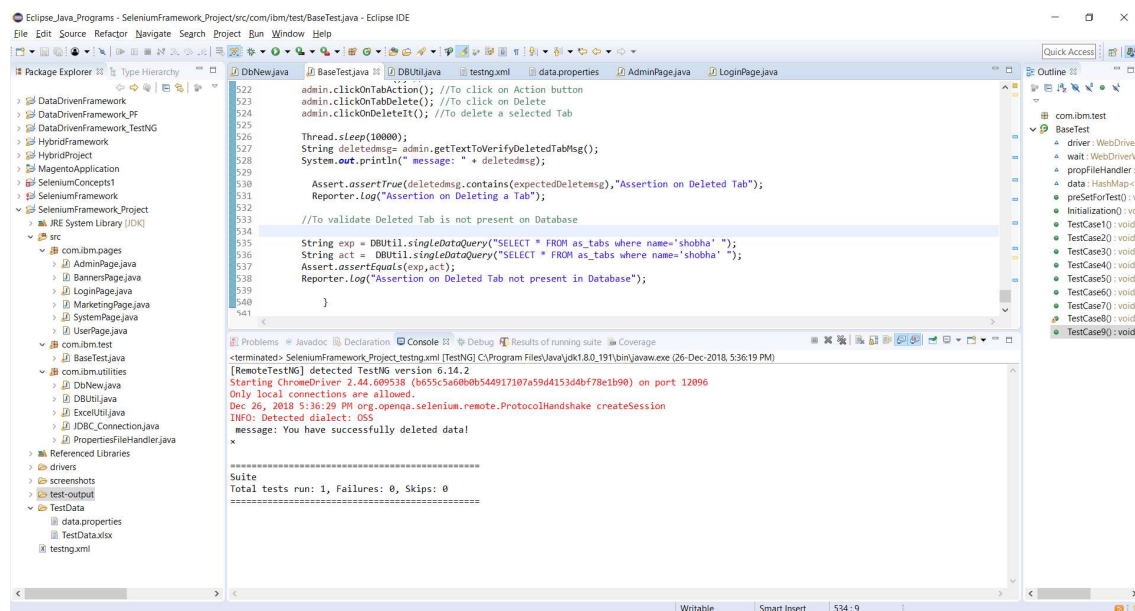 Eclipse_Java_Programs - SeleniumFramework_Project/src/com/ibm/test/BaseTest.java - Eclipse IDE
File Edit Source Refactor Navigate Search Project Run Window Help
Quick Access
Package Explorer Type Hierarchy
DataDrivenFramework
DataDrivenFramework_PF
DataDrivenFramework_TestNG
HybridFramework
HybridProject
MagentoApplication
SeleniumConcepts1
SeleniumFramework
SeleniumFramework_Project
JRE System Library [JDK]
src
com.ibm.pages
AdminPage.java
BannersPage.java
LoginPage.java
MarketingPage.java
SystemPage.java
UserPage.java
com.ibm.test
BaseTest.java
com.ibm.utilities
DbNew.java
DBUtil.java
ExcelUtil.java
JDBC_Connection.java
PropertiesFileHandler.java
Referenced Libraries
drivers
screenshots
test-output
TestData
data.properties
TestData.xlsx
testng.xml
DbNew.java BaseTest.java DBUtil.java testng.xml data.properties AdminPage.java LoginPage.java
522 admin.clickOnTabAction(); //To click on Action button
523 admin.clickOnTabDelete(); //To click on Delete
524 admin.clickOnDeleteIt(); //To delete a selected Tab
525
526 Thread.sleep(10000);
527 String deletedmsg= admin.getTextToVerifyDeletedTabMsg();
528 System.out.println(" message: " + deletedmsg);
529
530 Assert.assertTrue(deletedmsg.contains(expectedDeletemsg),"Assertion on Deleted Tab");
531 Reporter.log("Assertion on Deleting a Tab");
532
533 //To validate Deleted Tab is not present on Database
534
535 String exp = DBUtil.singleDataQuery("SELECT * FROM as_tabs where name='shobha' ");
536 String act = DBUtil.singleDataQuery("SELECT * FROM as_tabs where name='shobha' ");
537 Assert.assertEquals(exp,act);
538 Reporter.log("Assertion on Deleted Tab not present in Database");
539
540 }
541
Problems Javadoc Declaration Console Debug Results of running suite Coverage
<terminated> SeleniumFramework_Project_testng.xml [TestNG] C:\Program Files\Java\jdk1.8.0_191\bin\javaw.exe (26-Dec-2018, 5:36:19 PM)
[RemoteTestNG] detected TestNG version 6.14.2
Starting ChromeDriver 2.44.609538 (b655c5a60b0b544917107a59d4153d4bf78e1b90) on port 12096
Only local connections are allowed.
Dec 26, 2018 5:36:29 PM org.openqa.selenium.remote.ProtocolHandshake createSession
INFO: Detected dialect: OSS
message: You have successfully deleted data!
×
===============================================
Suite
Total tests run: 1, Failures: 0, Skips: 0
===============================================
Outline
com.ibm.test
BaseTest
driver : WebDrive
wait : WebDriver
propFileHandler :
data : HashMap<
preSetForTest() : v
Initialization() : vo
TestCase1() : void
TestCase2() : void
TestCase3() : void
TestCase4() : void
TestCase5() : void
TestCase6() : void
TestCase7() : void
TestCase8() : void
TestCase9() : void
Writable Smart Insert 534 : 9